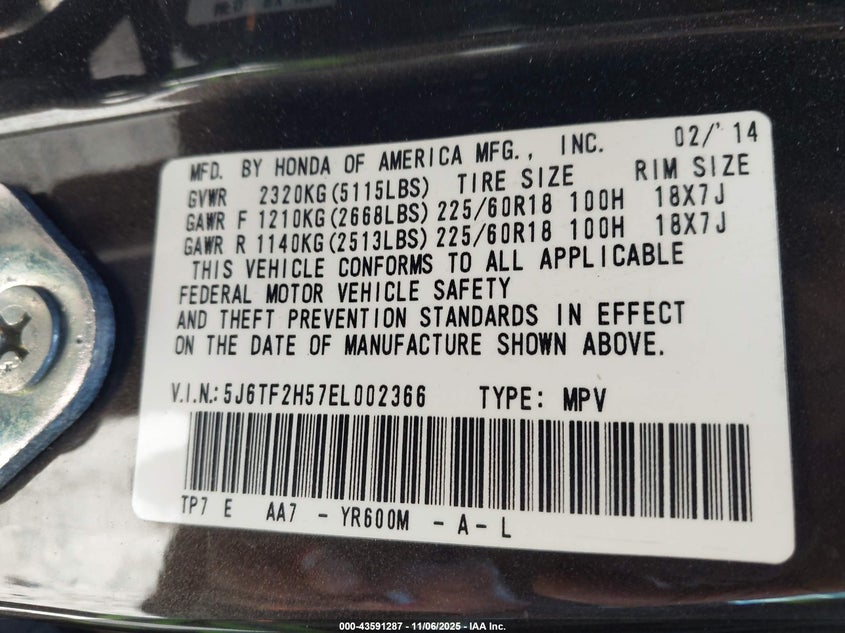 MFD. BY HONDA OF AMERICA MFG., INC. 02/'14
GVWR 2320KG(5115LBS) TIRE SIZE RIM SIZE
GAWR F 1210KG(2668LBS) 225/60R18 100H 18X7J
GAWR R 1140KG(2513LBS) 225/60R18 100H 18X7J
THIS VEHICLE CONFORMS TO ALL APPLICABLE
FEDERAL MOTOR VEHICLE SAFETY
AND THEFT PREVENTION STANDARDS IN EFFECT
ON THE DATE OF MANUFACTURE SHOWN ABOVE.
V.I.N.: 5J6TF2H57EL002366 TYPE: MPV
TP7 E AA7 - YR600M - A - L
000-43591287 - 11/06/2025 - IAA Inc.